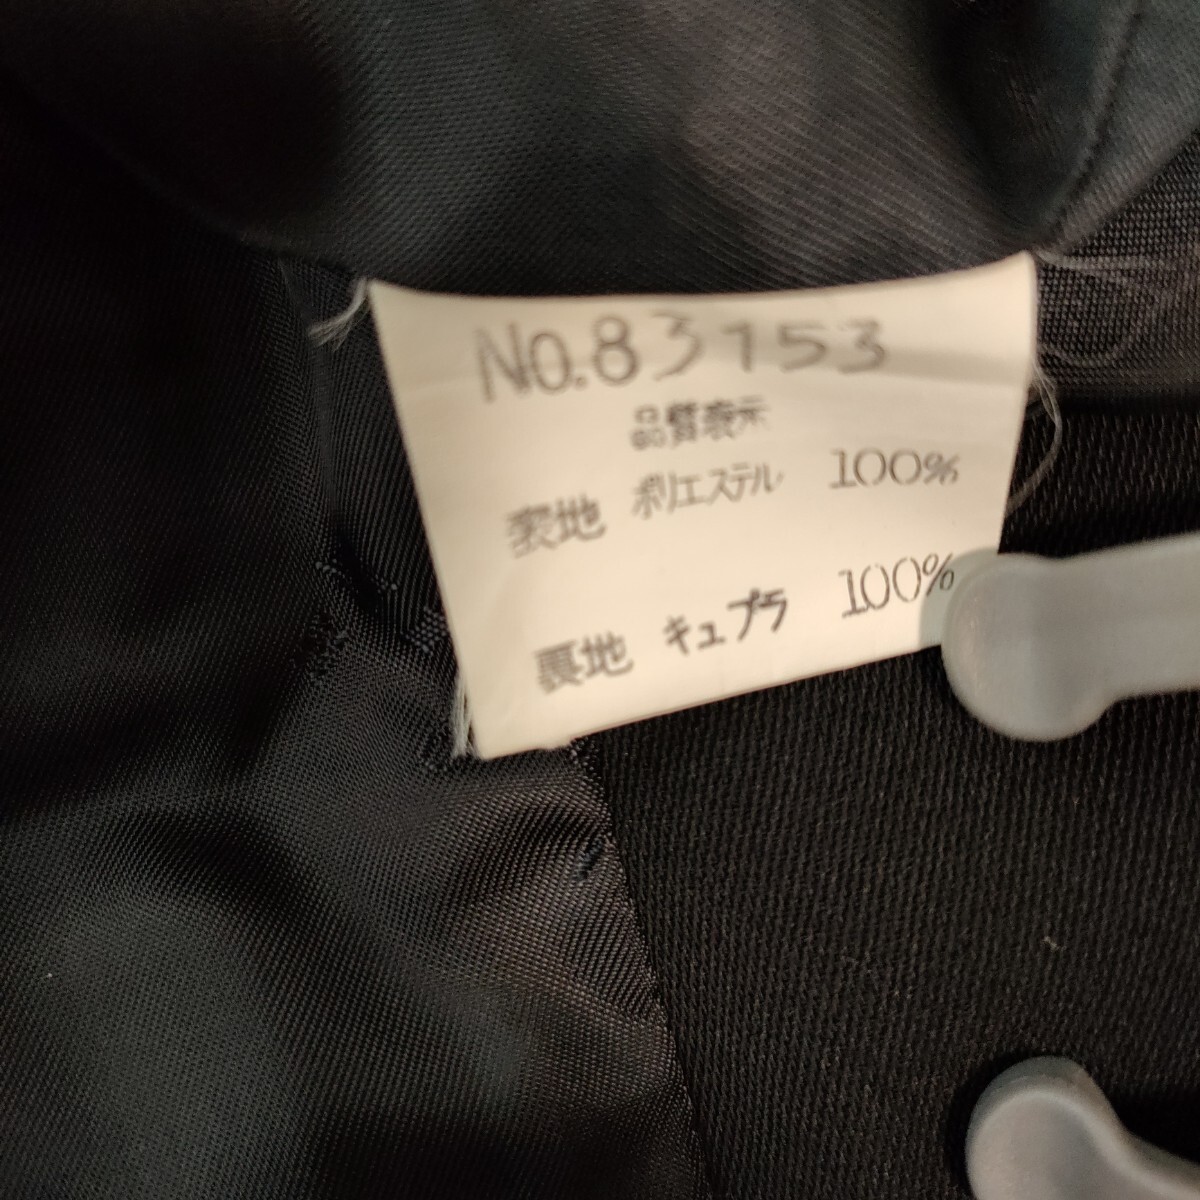 No.83153
品質表示
表地 ポリエステル 100%
裏地 キュプラ 100%